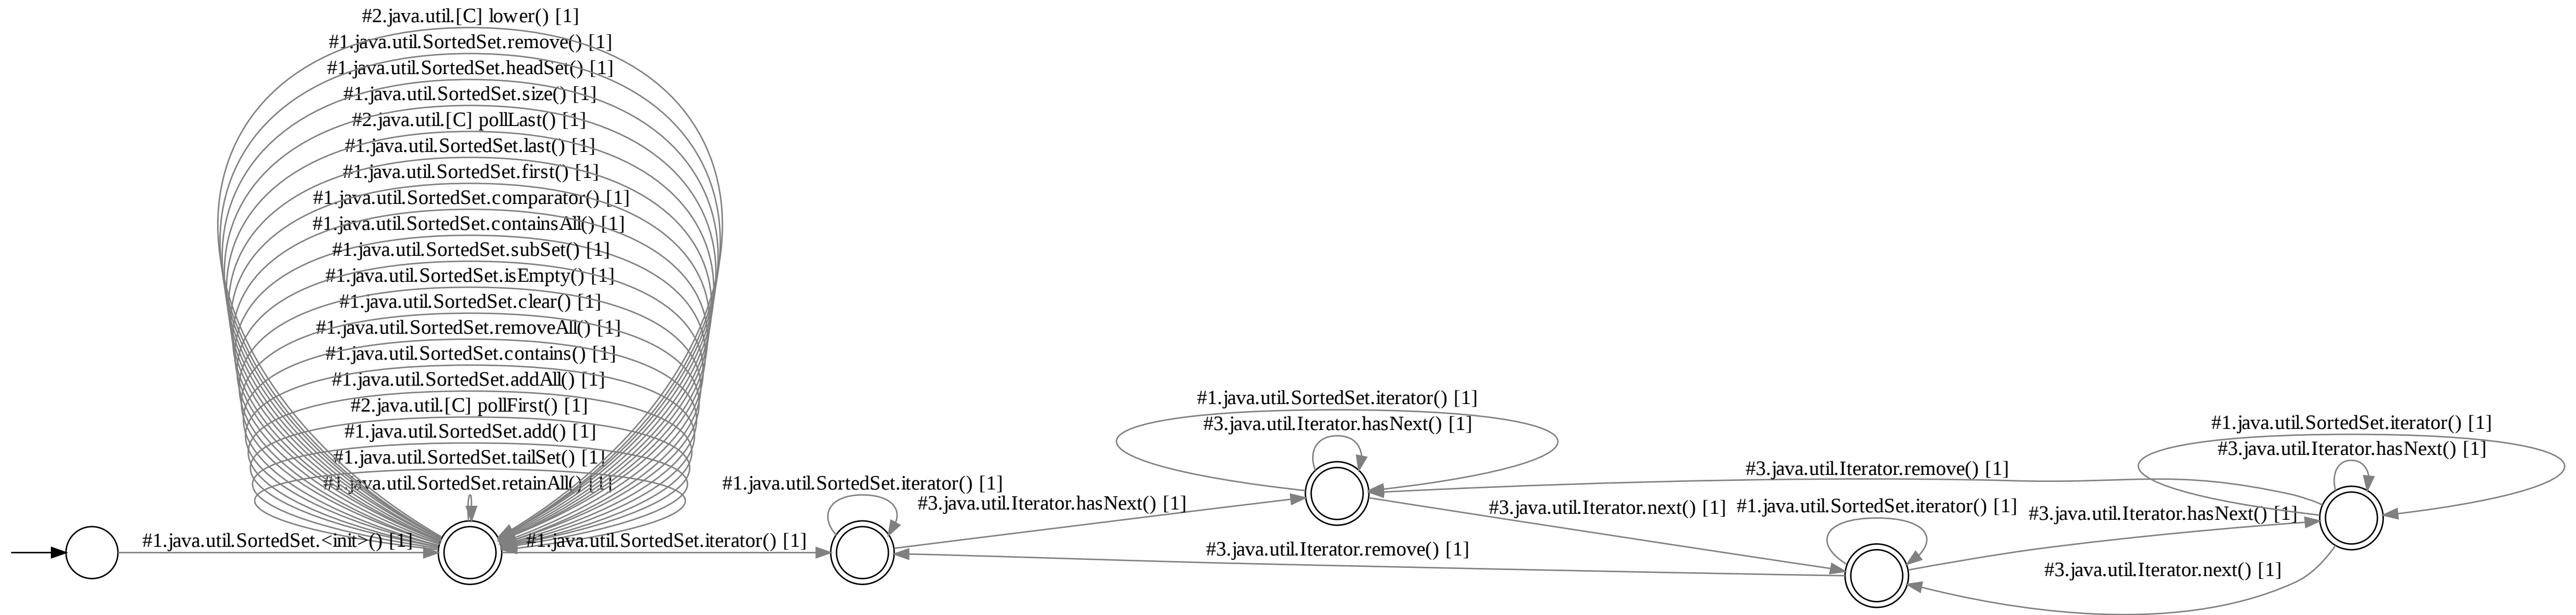 #2.java.util.[C] lower() [1]
#1.java.util.SortedSet.remove() [1]
#1.java.util.SortedSet.headSet() [1]
#1.java.util.SortedSet.size() [1]
#2.java.util.[C] pollLast() [1]
#1.java.util.SortedSet.last() [1]
#1.java.util.SortedSet.first() [1]
#1.java.util.SortedSet.comparator() [1]
#1.java.util.SortedSet.containsAll() [1]
#1.java.util.SortedSet.subSet() [1]
#1.java.util.SortedSet.isEmpty() [1]
#1.java.util.SortedSet.clear() [1]
#1.java.util.SortedSet.removeAll() [1]
#1.java.util.SortedSet.contains() [1]
#1.java.util.SortedSet.addAll() [1]
#2.java.util.[C] pollFirst() [1]
#1.java.util.SortedSet.add() [1]
#1.java.util.SortedSet.tailSet() [1]
#1.java.util.SortedSet.retainAll() [1]
#1.java.util.SortedSet.<init>() [1]
#1.java.util.SortedSet.iterator() [1]
#1.java.util.SortedSet.iterator() [1]
#3.java.util.Iterator.hasNext() [1]
#1.java.util.SortedSet.iterator() [1]
#3.java.util.Iterator.hasNext() [1]
#3.java.util.Iterator.remove() [1]
#3.java.util.Iterator.next() [1]
#1.java.util.SortedSet.iterator() [1]
#3.java.util.Iterator.remove() [1]
#1.java.util.SortedSet.iterator() [1]
#3.java.util.Iterator.hasNext() [1]
#3.java.util.Iterator.hasNext() [1]
#3.java.util.Iterator.next() [1]